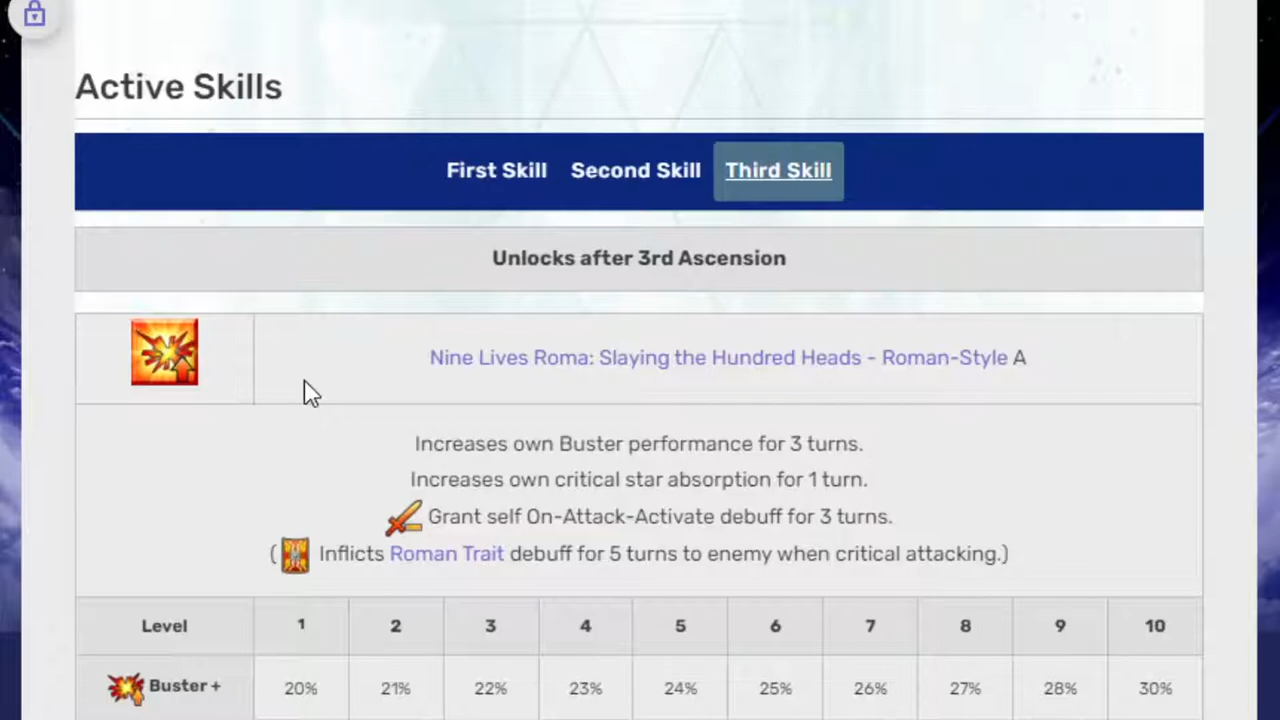 Active Skills
First Skill Second Skill Third Skill
Unlocks after 3rd Ascension
Nine Lives Roma: Slaying the Hundred Heads - Roman-Style A
Increases own Buster performance for 3 turns.
Increases own critical star absorption for 1 turn.
Grant self On-Attack-Activate debuff for 3 turns.
( Inflicts Roman Trait debuff for 5 turns to enemy when critical attacking.)
Level 1 2 3 4 5 6 7 8 9 10
Buster + 20% 21% 22% 23% 24% 25% 26% 27% 28% 30%